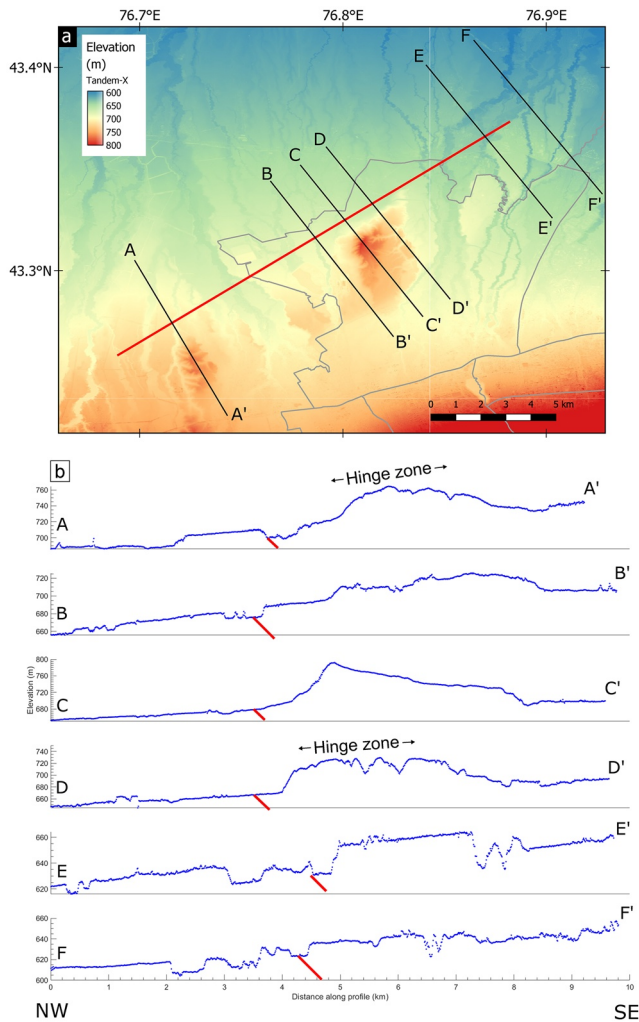 76.7°E 76.8°E 76.9°E
a
Elevation
(m)
Tandem-X
600
650
700
750
800
43.4°N
43.3°N
F
E
D
C
B
A
F'
E'
D'
C'
B'
A'
0 1 2 3 4 5 km
b
← Hinge zone →
760
740
720
700
A
A'
720
700
680
660
B
B'
800
760
720
680
Elevation (m)
C
C'
← Hinge zone →
740
720
700
680
660
D
D'
660
640
620
E
E'
660
640
620
600
F
F'
0 1 2 3 4 5 6 7 8 9 10
Distance along profile (km)
NW SE